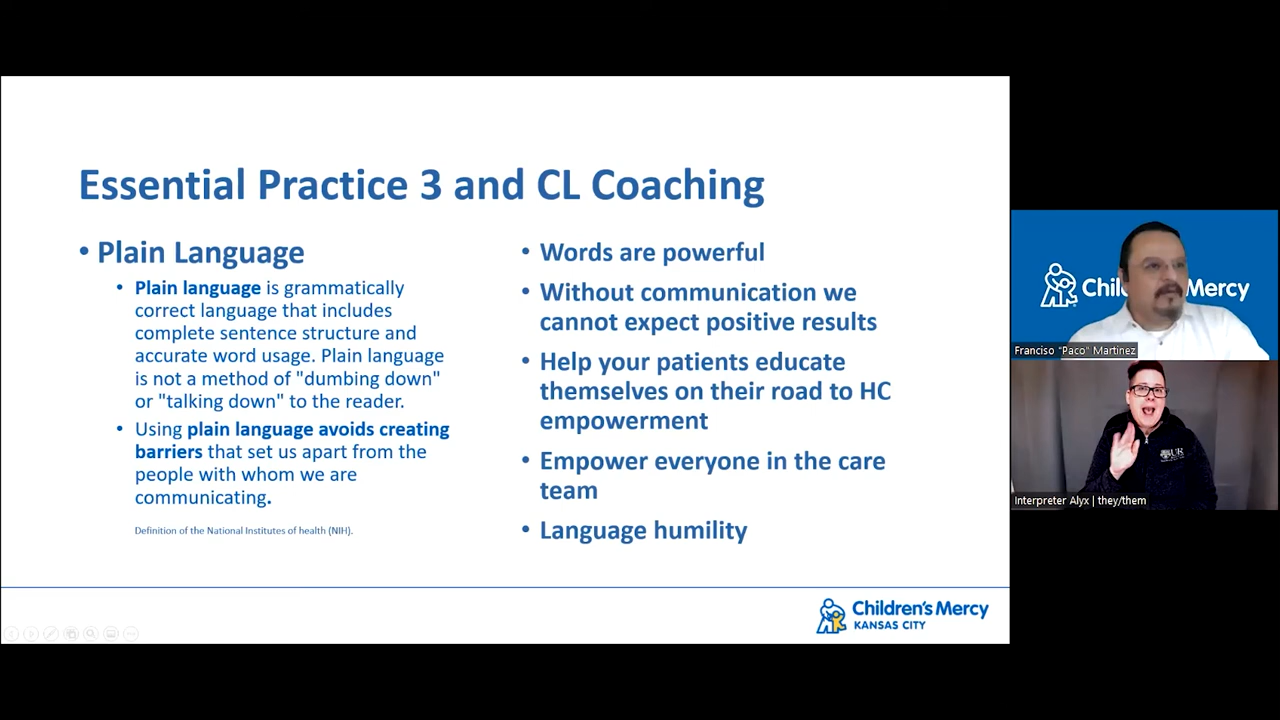 Essential Practice 3 and CL Coaching
• Plain Language
• Plain language is grammatically
correct language that includes
complete sentence structure and
accurate word usage. Plain language
is not a method of "dumbing down"
or "talking down" to the reader.
• Using plain language avoids creating
barriers that set us apart from the
people with whom we are
communicating.
Definition of the National Institutes of health (NIH).
• Words are powerful
• Without communication we
cannot expect positive results
• Help your patients educate
themselves on their road to HC
empowerment
• Empower everyone in the care
team
• Language humility
Children's Mercy
KANSAS CITY
Mercy
Franciso "Paco" Martinez
Interpreter Alyx | they/them